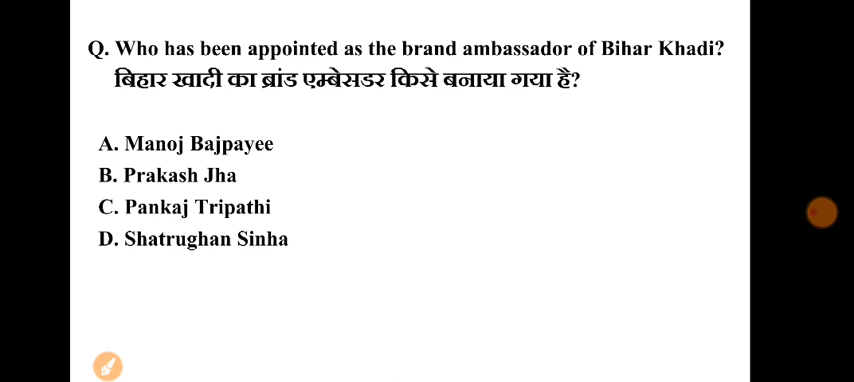 Q. Who has been appointed as the brand ambassador of Bihar Khadi?
बिहार खादी का ब्रांड एम्बेसडर किसे बनाया गया है?
A. Manoj Bajpayee
B. Prakash Jha
C. Pankaj Tripathi
D. Shatrughan Sinha